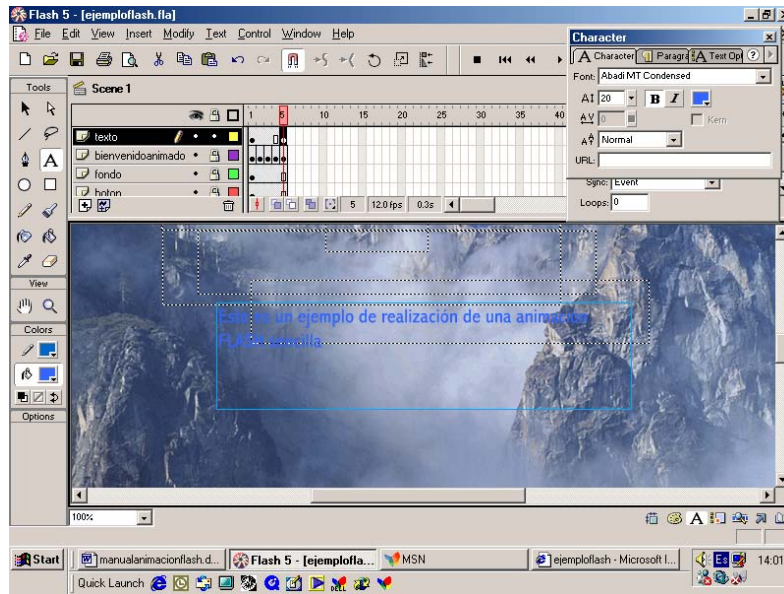 Flash 5 - [ejemploflash.fla]
File Edit View Insert Modify Text Control Window Help
Tools
Scene 1
1 5 10 15 20 25 30 35 40
texto
bienvenidoanimado
fondo
boton
5 12.0 fps 0.3s
Character
Character Paragra Text Opt
Font: Abadi MT Condensed
20 B I
0 Kern
Normal
URL:
Sync: Event
Loops: 0
View
Colors
Options
Este es un ejemplo de realización de una animación
FLASH sencilla
100%
Start manualanimacionflash.d... Flash 5 - [ejemplofla... MSN ejemploflash - Microsoft I... Es 14:01
Quick Launch